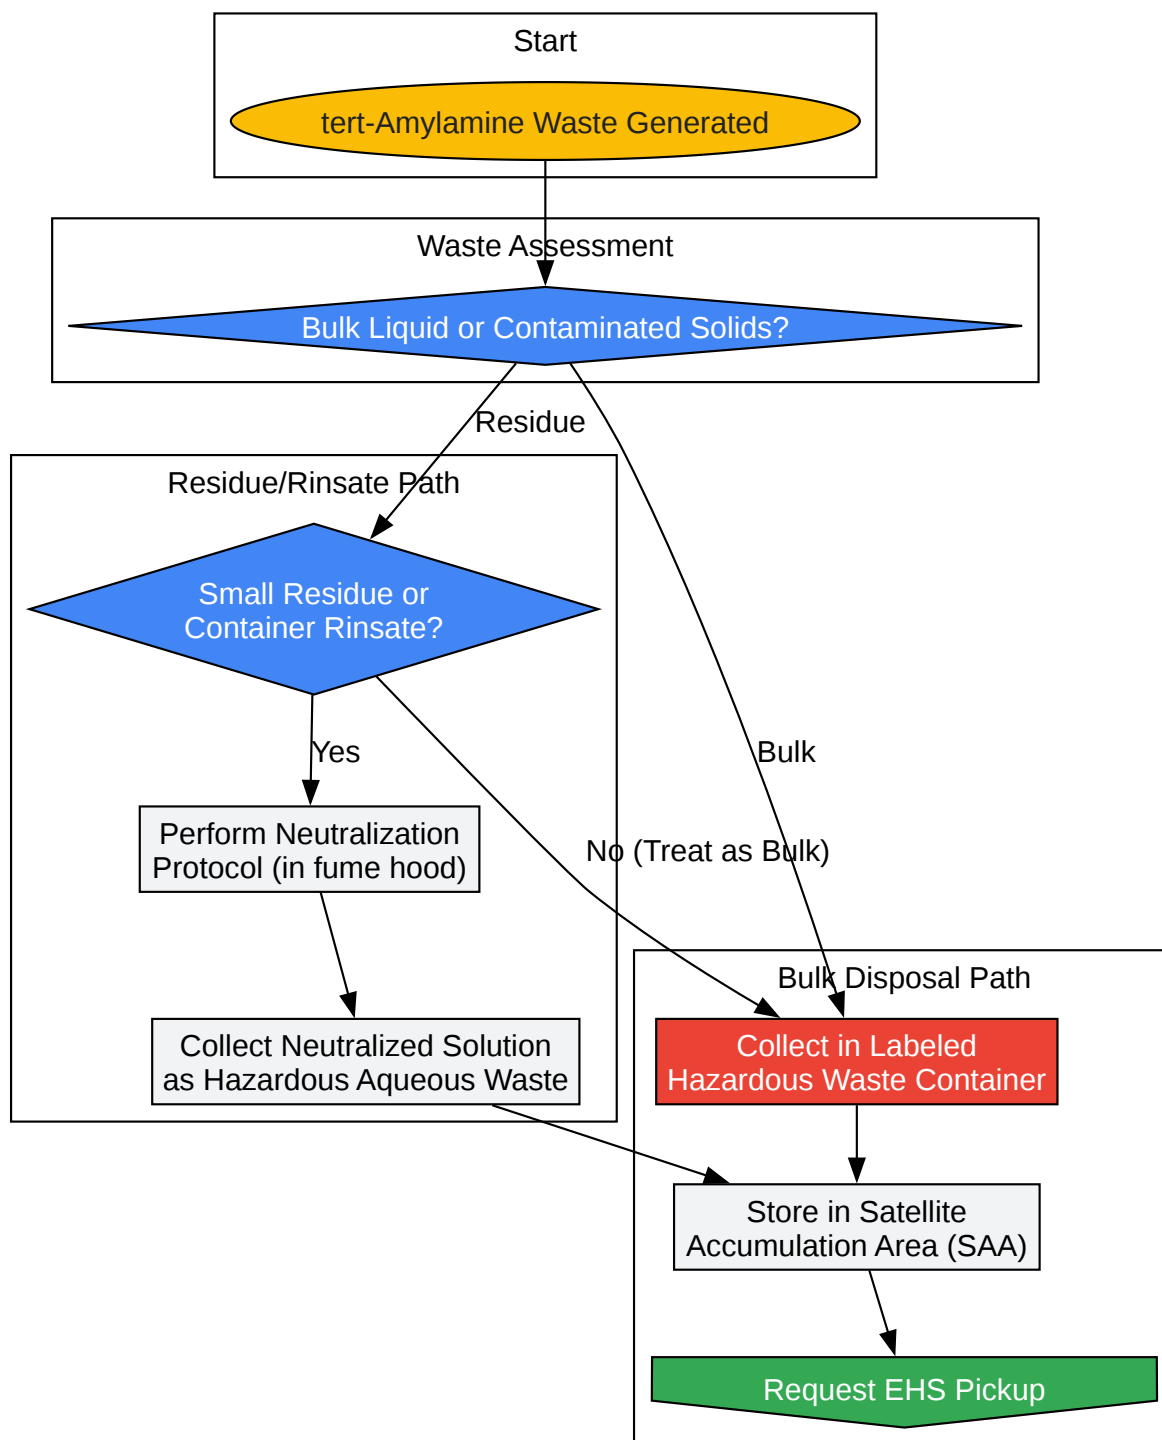 Start
tert-Amylamine Waste Generated
Waste Assessment
Bulk Liquid or Contaminated Solids?
Residue
Residue/Rinsate Path
Small Residue or
Container Rinsate?
Yes
Bulk
Perform Neutralization
Protocol (in fume hood)
No (Treat as Bulk)
Bulk Disposal Path
Collect Neutralized Solution
as Hazardous Aqueous Waste
Collect in Labeled
Hazardous Waste Container
Store in Satellite
Accumulation Area (SAA)
Request EHS Pickup